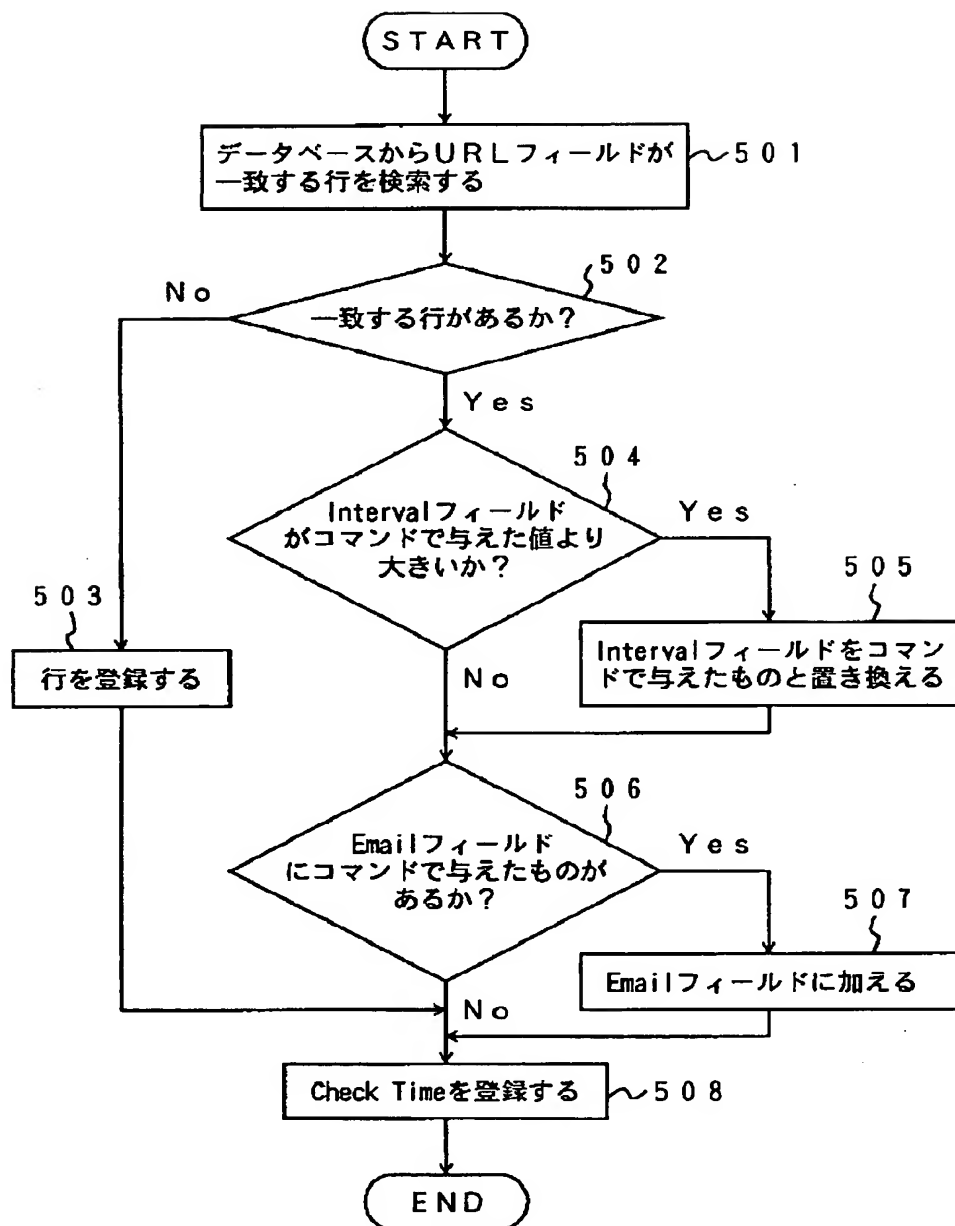 START
データベースからURLフィールドが
一致する行を検索する
501
502
No
一致する行があるか?
Yes
504
Intervalフィールド
がコマンドで与えた値より
大きいか?
Yes
505
503
Intervalフィールドをコマン
ドで与えたものと置き換える
行を登録する
No
506
Emailフィールド
にコマンドで与えたものが
あるか?
Yes
507
Emailフィールドに加える
No
Check Timeを登録する
508
END